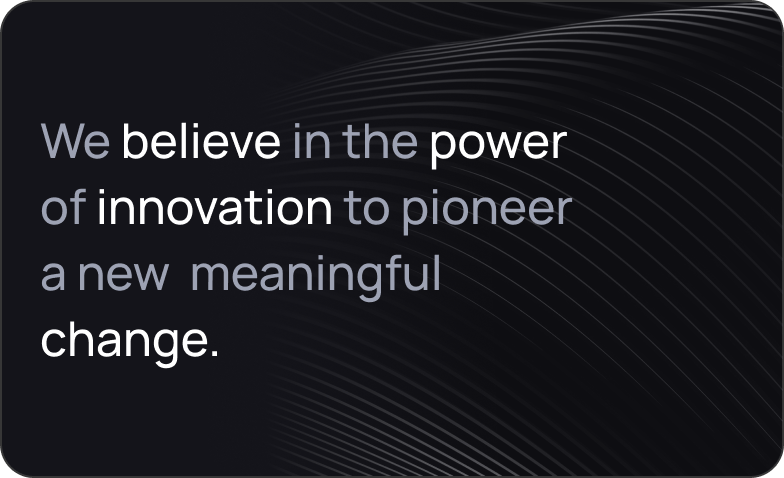 We believe in the power
of innovation to pioneer
a new  meaningful
change.